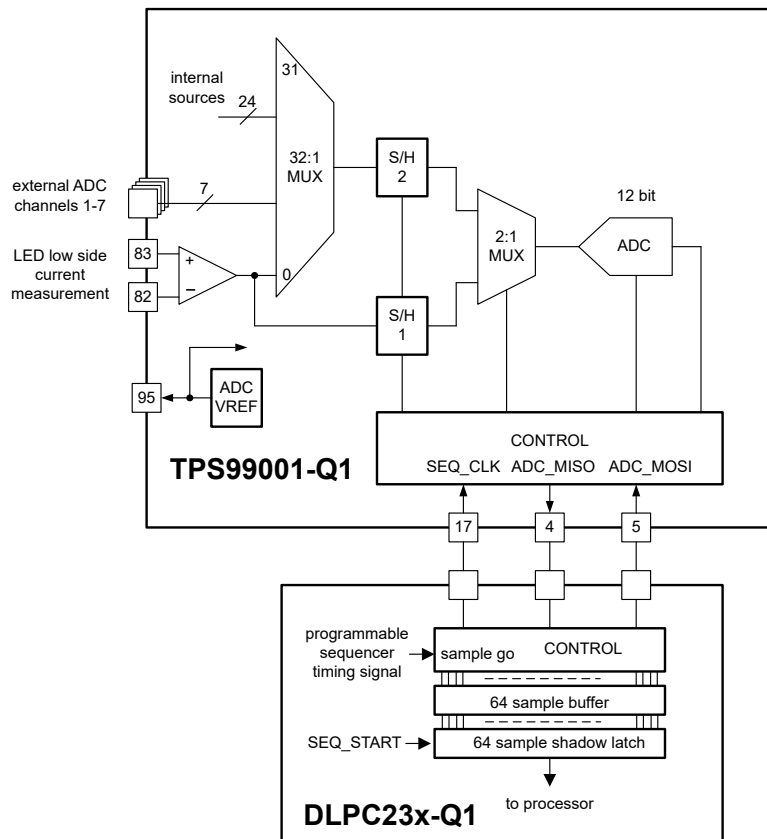 internal
sources
24
31
32:1
MUX
0
external ADC
channels 1-7
7
LED low side
current
measurement
83
82
+
−
S/H
2
S/H
1
2:1
MUX
12 bit
ADC
95
ADC
VREF
TPS99001-Q1
CONTROL
SEQ_CLK ADC_MISO ADC_MOSI
17
4
5
programmable
sequencer
timing signal
sample go
CONTROL
64 sample buffer
SEQ_START
64 sample shadow latch
to processor
DLPC23x-Q1